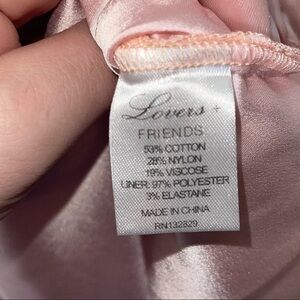 Lovers +
FRIENDS
53% COTTON
28% NYLON
19% VISCOSE
LINER: 97% POLYESTER
3% ELASTANE
MADE IN CHINA
RN132829